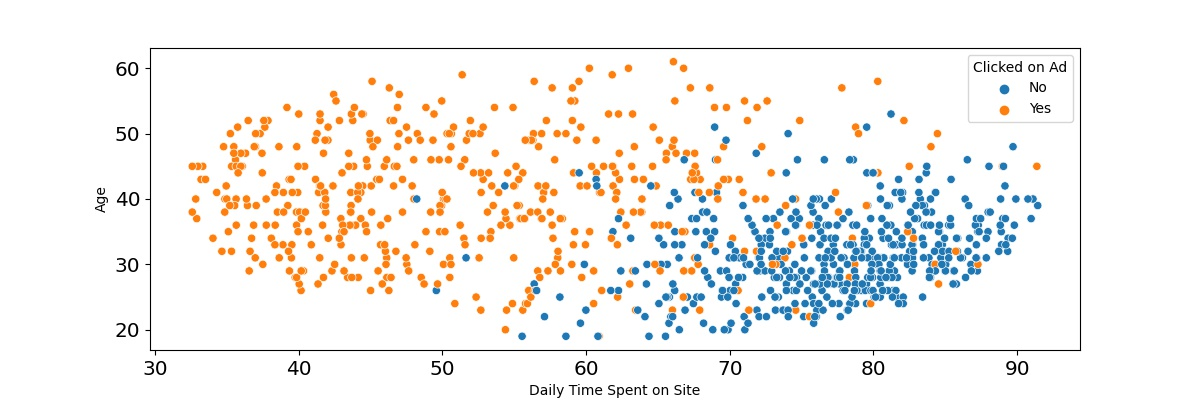 60
50
40
30
20
Age
30 40 50 60 70 80 90
Daily Time Spent on Site
Clicked on Ad
No
Yes